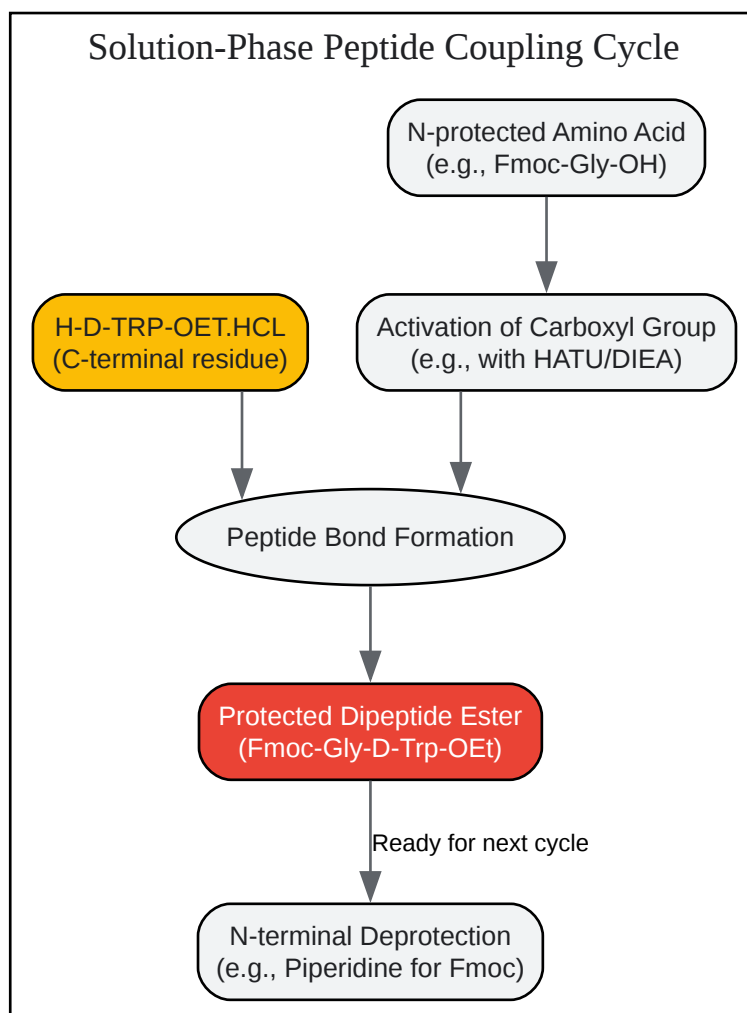 Solution-Phase Peptide Coupling Cycle
N-protected Amino Acid
(e.g., Fmoc-Gly-OH)
H-D-TRP-OET.HCL
(C-terminal residue)
Activation of Carboxyl Group
(e.g., with HATU/DIEA)
Peptide Bond Formation
Protected Dipeptide Ester
(Fmoc-Gly-D-Trp-OEt)
Ready for next cycle
N-terminal Deprotection
(e.g., Piperidine for Fmoc)